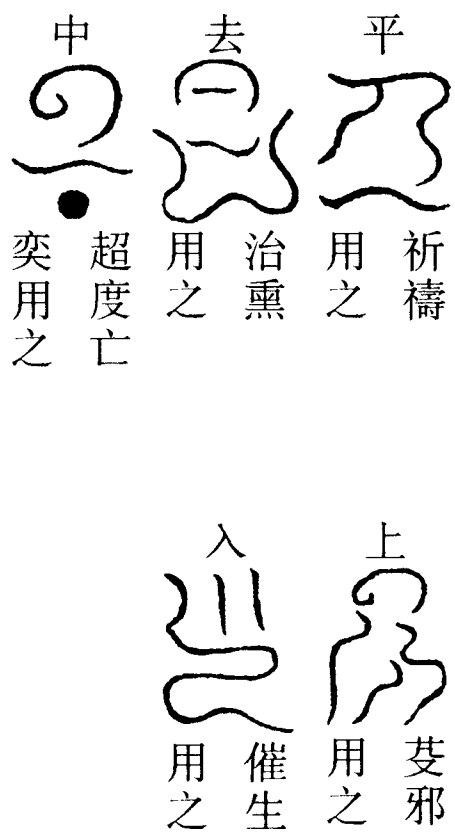 平
祈禱
用之
上
芟邪
用之
去
治熏
用之
入
催生
用之
中
超度亡
奕用之